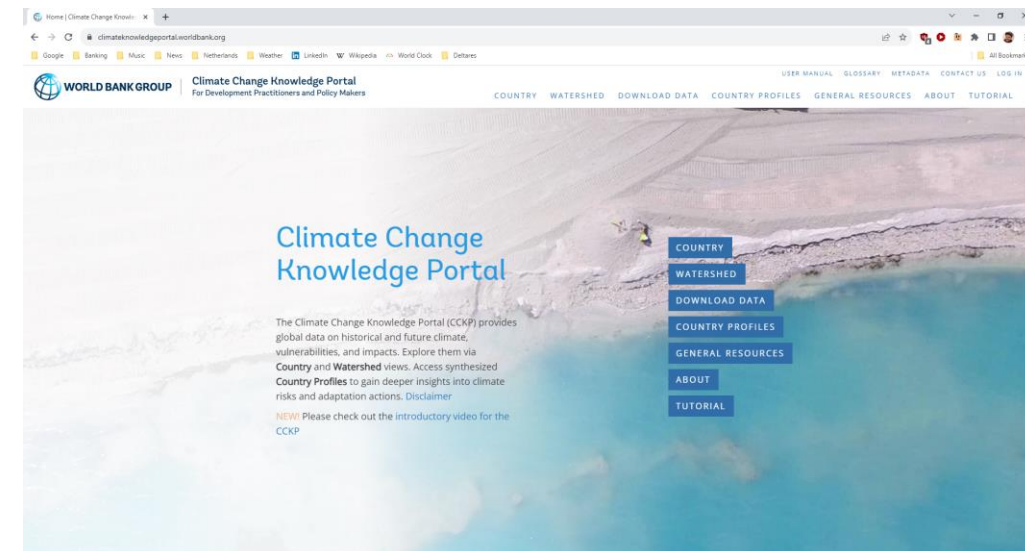 Home | Climate Change Knowle
climateknowledgeportal.worldbank.org
Google Banking Music News Netherlands Weather LinkedIn Wikipedia World Clock Deltares All Bookmark
USER MANUAL GLOSSARY METADATA CONTACT US LOG IN
WORLD BANK GROUP
Climate Change Knowledge Portal
For Development Practitioners and Policy Makers
COUNTRY WATERSHED DOWNLOAD DATA COUNTRY PROFILES GENERAL RESOURCES ABOUT TUTORIAL
Climate Change
Knowledge Portal
The Climate Change Knowledge Portal (CCKP) provides
global data on historical and future climate,
vulnerabilities, and impacts. Explore them via
Country and Watershed views. Access synthesized
Country Profiles to gain deeper insights into climate
risks and adaptation actions. Disclaimer
NEW! Please check out the introductory video for the
CCKP
COUNTRY
WATERSHED
DOWNLOAD DATA
COUNTRY PROFILES
GENERAL RESOURCES
ABOUT
TUTORIAL